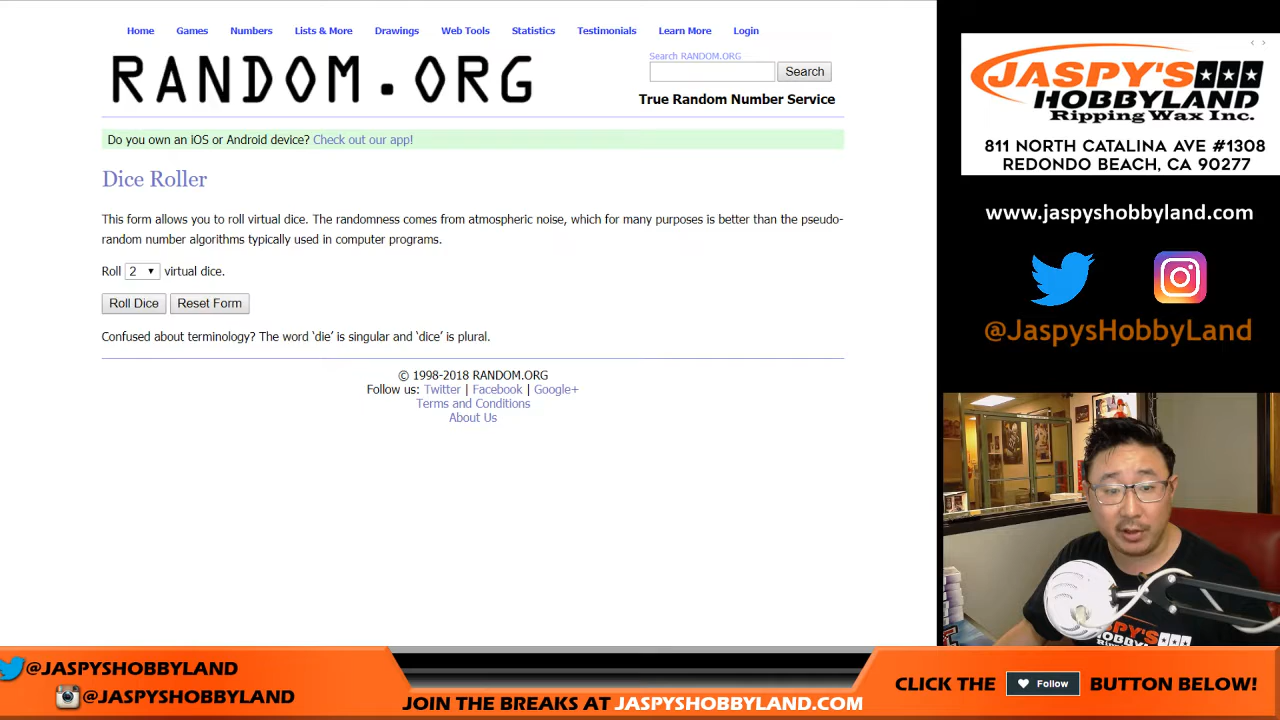 Home Games Numbers Lists & More Drawings Web Tools Statistics Testimonials Learn More Login
RANDOM.ORG
Search RANDOM.ORG
Search
True Random Number Service
Do you own an iOS or Android device? Check out our app!
Dice Roller
This form allows you to roll virtual dice. The randomness comes from atmospheric noise, which for many purposes is better than the pseudo-
random number algorithms typically used in computer programs.
Roll 2 virtual dice.
Roll Dice Reset Form
Confused about terminology? The word ‘die’ is singular and ‘dice’ is plural.
© 1998-2018 RANDOM.ORG
Follow us: Twitter | Facebook | Google+
Terms and Conditions
About Us
JASPY'S
HOBBYLAND
Ripping Wax Inc.
811 NORTH CATALINA AVE #1308
REDONDO BEACH, CA 90277
www.jaspyshobbyland.com
@JaspysHobbyLand
JASPY'S
HOBBYLAND
@JASPYSHOBBYLAND
@JASPYSHOBBYLAND
JOIN THE BREAKS AT JASPYSHOBBYLAND.COM
CLICK THE Follow BUTTON BELOW!